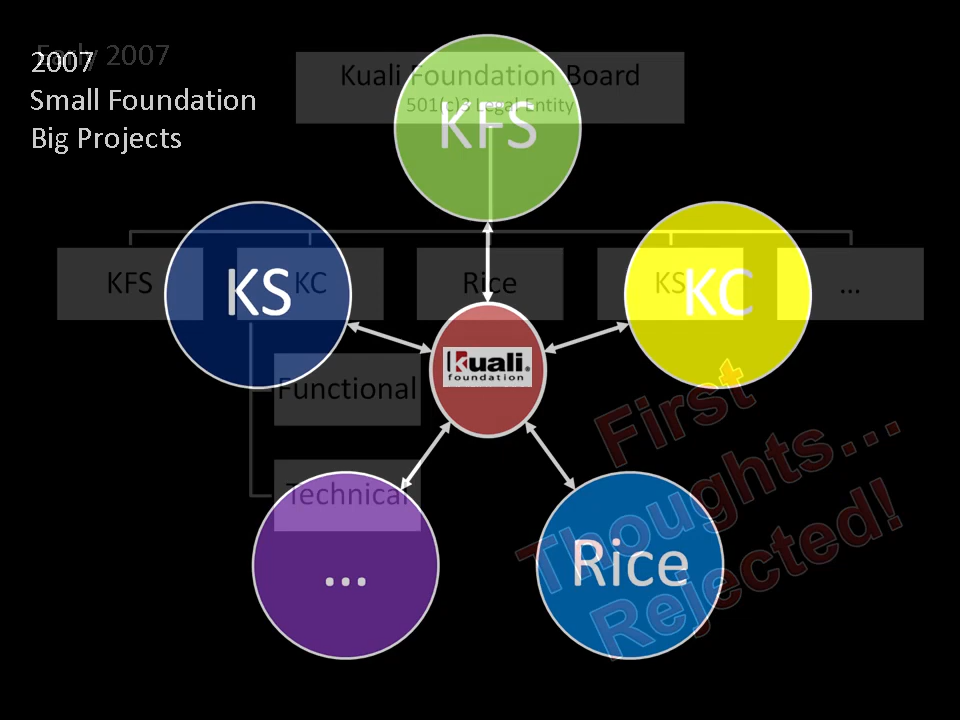 Early 2007
2007
Small Foundation
Big Projects
Kuali Foundation Board
501(c)3 Legal Entity
KFS
KFS
KS
KC
Rice
KS
KC
...
Kuali
foundation
Functional
Technical
First
Thoughts...
Rejected!
...
Rice